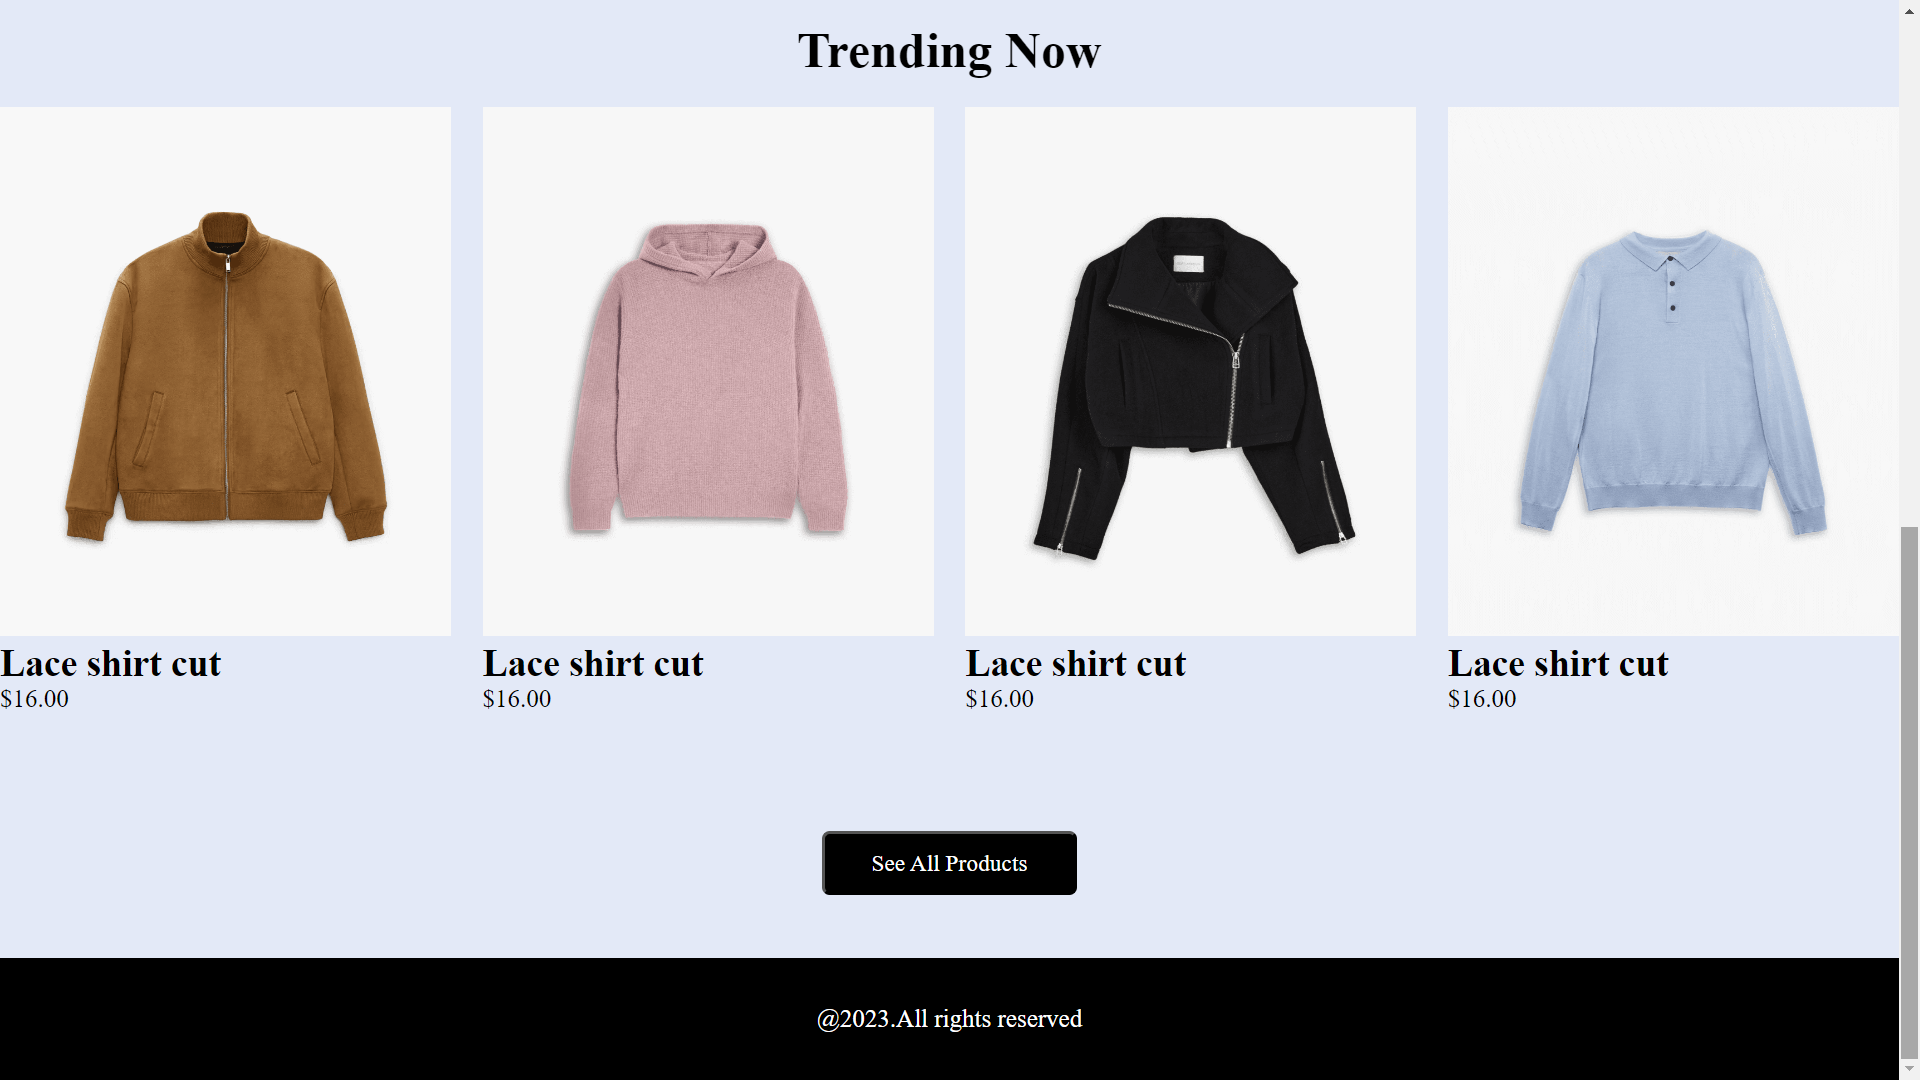 Trending Now
Lace shirt cut
$16.00
Lace shirt cut
$16.00
Lace shirt cut
$16.00
Lace shirt cut
$16.00
See All Products
@2023.All rights reserved